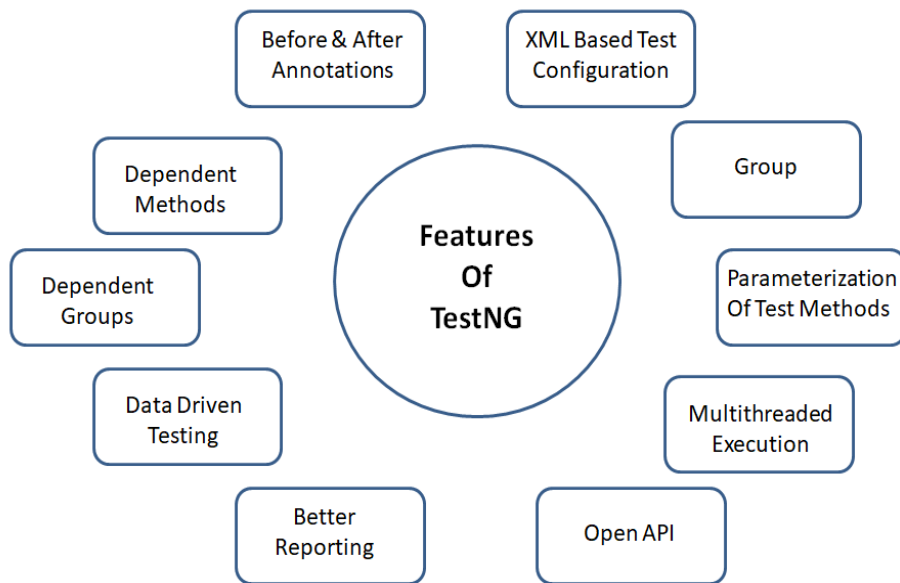 Before & After
Annotations
XML Based Test
Configuration
Dependent
Methods
Group
Features
Of
TestNG
Dependent
Groups
Parameterization
Of Test Methods
Data Driven
Testing
Multithreaded
Execution
Better
Reporting
Open API